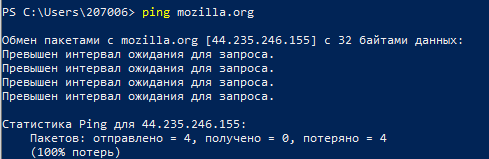 PS C:\Users\207006> ping mozilla.org
Обмен пакетами с mozilla.org [44.235.246.155] с 32 байтами данных:
Превышен интервал ожидания для запроса.
Превышен интервал ожидания для запроса.
Превышен интервал ожидания для запроса.
Превышен интервал ожидания для запроса.
Статистика Ping для 44.235.246.155:
Пакетов: отправлено = 4, получено = 0, потеряно = 4
(100% потерь)